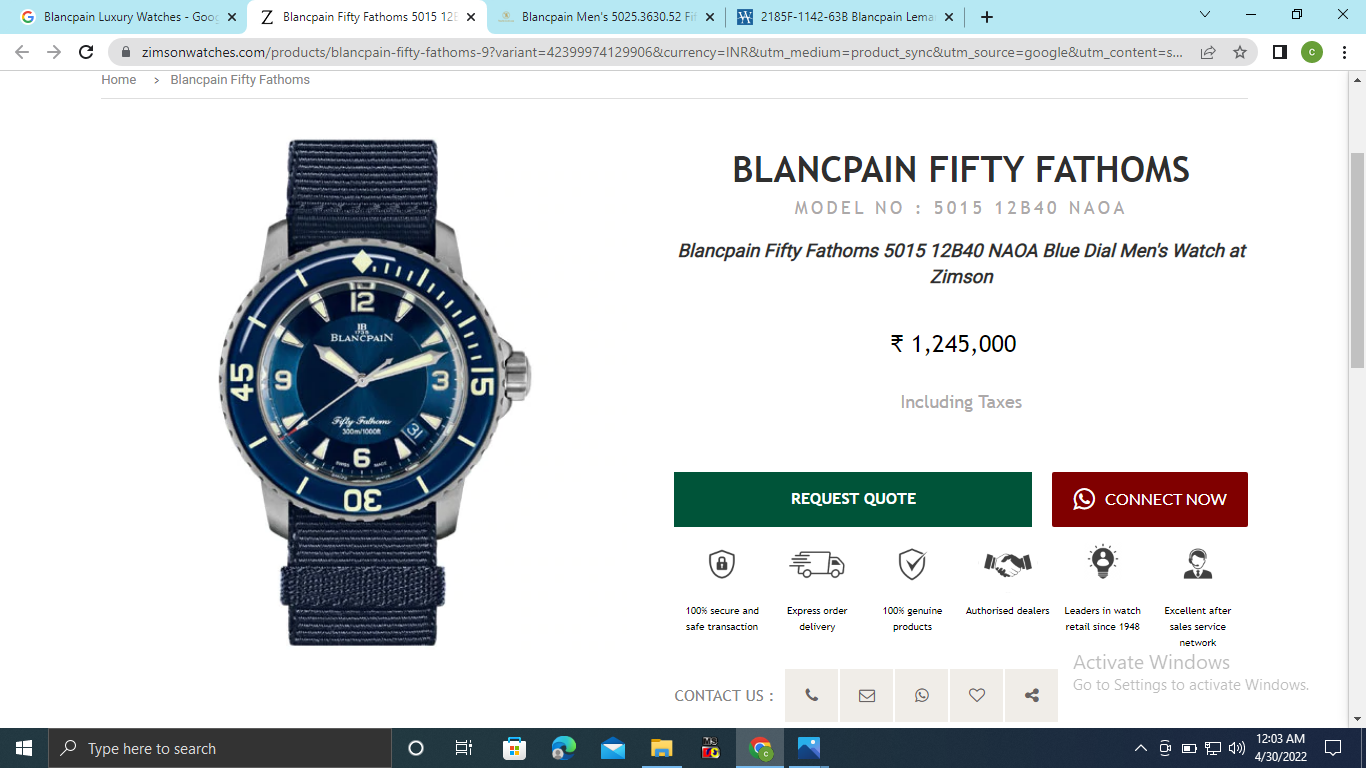 Blancpain Luxury Watches - Goo
Blancpain Fifty Fathoms 5015 12B
Blancpain Men's 5025.3630.52 Fif
2185F-1142-63B Blancpain Lema
zimsonwatches.com/products/blancpain-fifty-fathoms-9?variant=42399974129906&currency=INR&utm_medium=product_sync&utm_source=google&utm_content=s...
c
Home > Blancpain Fifty Fathoms
12
45
9
3
15
6
30
JB
1735
BLANCPAIN
Fifty Fathoms
300m/1000ft
3
SWISS MADE
BLANCPAIN FIFTY FATHOMS
MODEL NO : 5015 12B40 NAOA
Blancpain Fifty Fathoms 5015 12B40 NAOA Blue Dial Men's Watch at
Zimson
₹ 1,245,000
Including Taxes
REQUEST QUOTE
CONNECT NOW
100% secure and
safe transaction
Express order
delivery
100% genuine
products
Authorised dealers
Leaders in watch
retail since 1948
Excellent after
sales service
network
CONTACT US :
Activate Windows
Go to Settings to activate Windows.
Type here to search
12:03 AM
4/30/2022